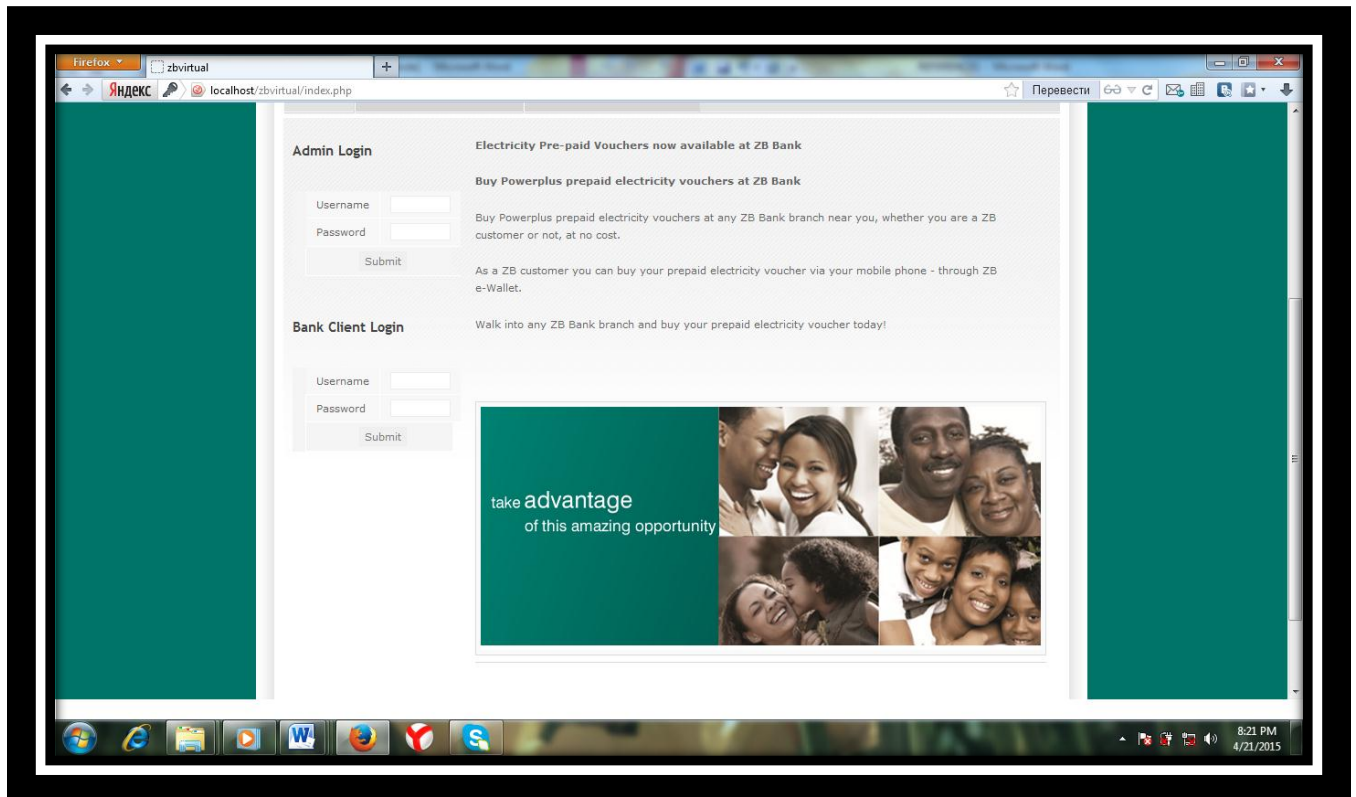 Firefox
zbvirtual
+
Яндекс
localhost/zbvirtual/index.php
Перевести
Admin Login
Username
Password
Submit
Bank Client Login
Username
Password
Submit
Electricity Pre-paid Vouchers now available at ZB Bank
Buy Powerplus prepaid electricity vouchers at ZB Bank
Buy Powerplus prepaid electricity vouchers at any ZB Bank branch near you, whether you are a ZB
customer or not, at no cost.
As a ZB customer you can buy your prepaid electricity voucher via your mobile phone - through ZB
e-Wallet.
Walk into any ZB Bank branch and buy your prepaid electricity voucher today!
take advantage
of this amazing opportunity
8:21 PM
4/21/2015